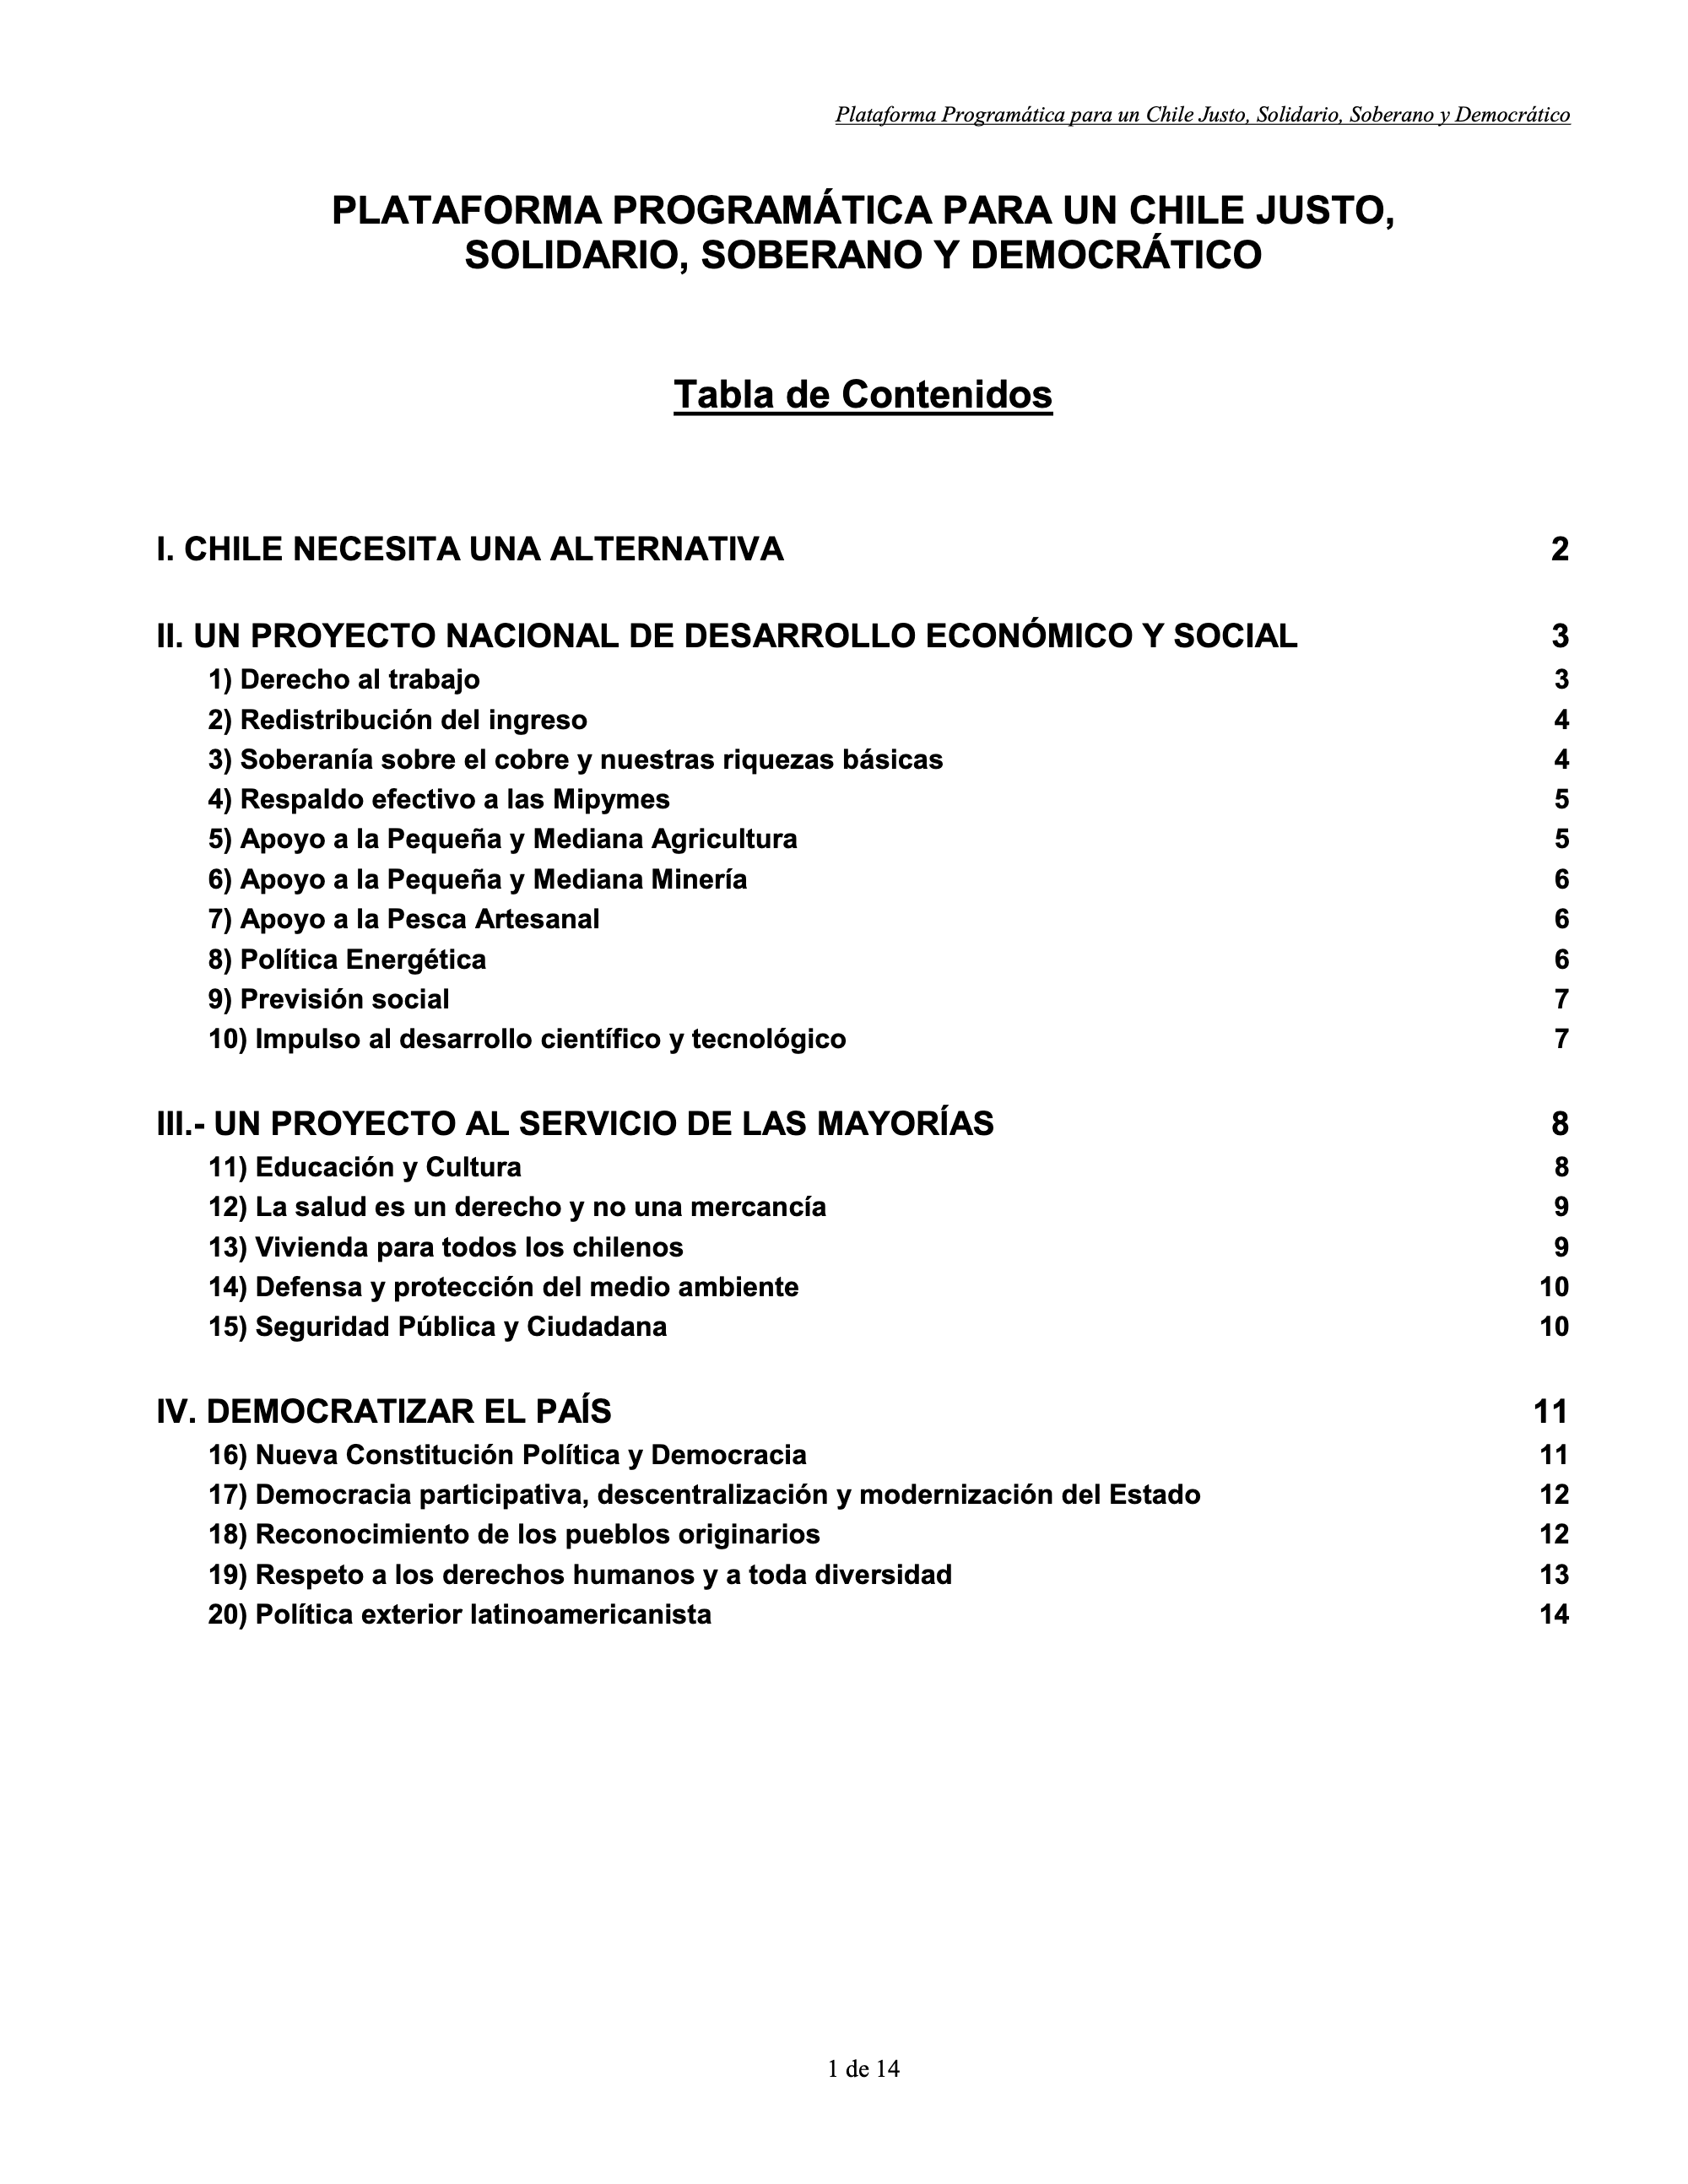 Plataforma Programática para un Chile Justo, Solidario, Soberano y Democrático
PLATAFORMA PROGRAMÁTICA PARA UN CHILE JUSTO,
SOLIDARIO, SOBERANO Y DEMOCRÁTICO
Tabla de Contenidos
I. CHILE NECESITA UNA ALTERNATIVA 2
II. UN PROYECTO NACIONAL DE DESARROLLO ECONÓMICO Y SOCIAL 3
1) Derecho al trabajo 3
2) Redistribución del ingreso 4
3) Soberanía sobre el cobre y nuestras riquezas básicas 4
4) Respaldo efectivo a las Mipymes 5
5) Apoyo a la Pequeña y Mediana Agricultura 5
6) Apoyo a la Pequeña y Mediana Minería 6
7) Apoyo a la Pesca Artesanal 6
8) Política Energética 6
9) Previsión social 7
10) Impulso al desarrollo científico y tecnológico 7
III.- UN PROYECTO AL SERVICIO DE LAS MAYORÍAS 8
11) Educación y Cultura 8
12) La salud es un derecho y no una mercancía 9
13) Vivienda para todos los chilenos 9
14) Defensa y protección del medio ambiente 10
15) Seguridad Pública y Ciudadana 10
IV. DEMOCRATIZAR EL PAÍS 11
16) Nueva Constitución Política y Democracia 11
17) Democracia participativa, descentralización y modernización del Estado 12
18) Reconocimiento de los pueblos originarios 12
19) Respeto a los derechos humanos y a toda diversidad 13
20) Política exterior latinoamericanista 14
1 de 14